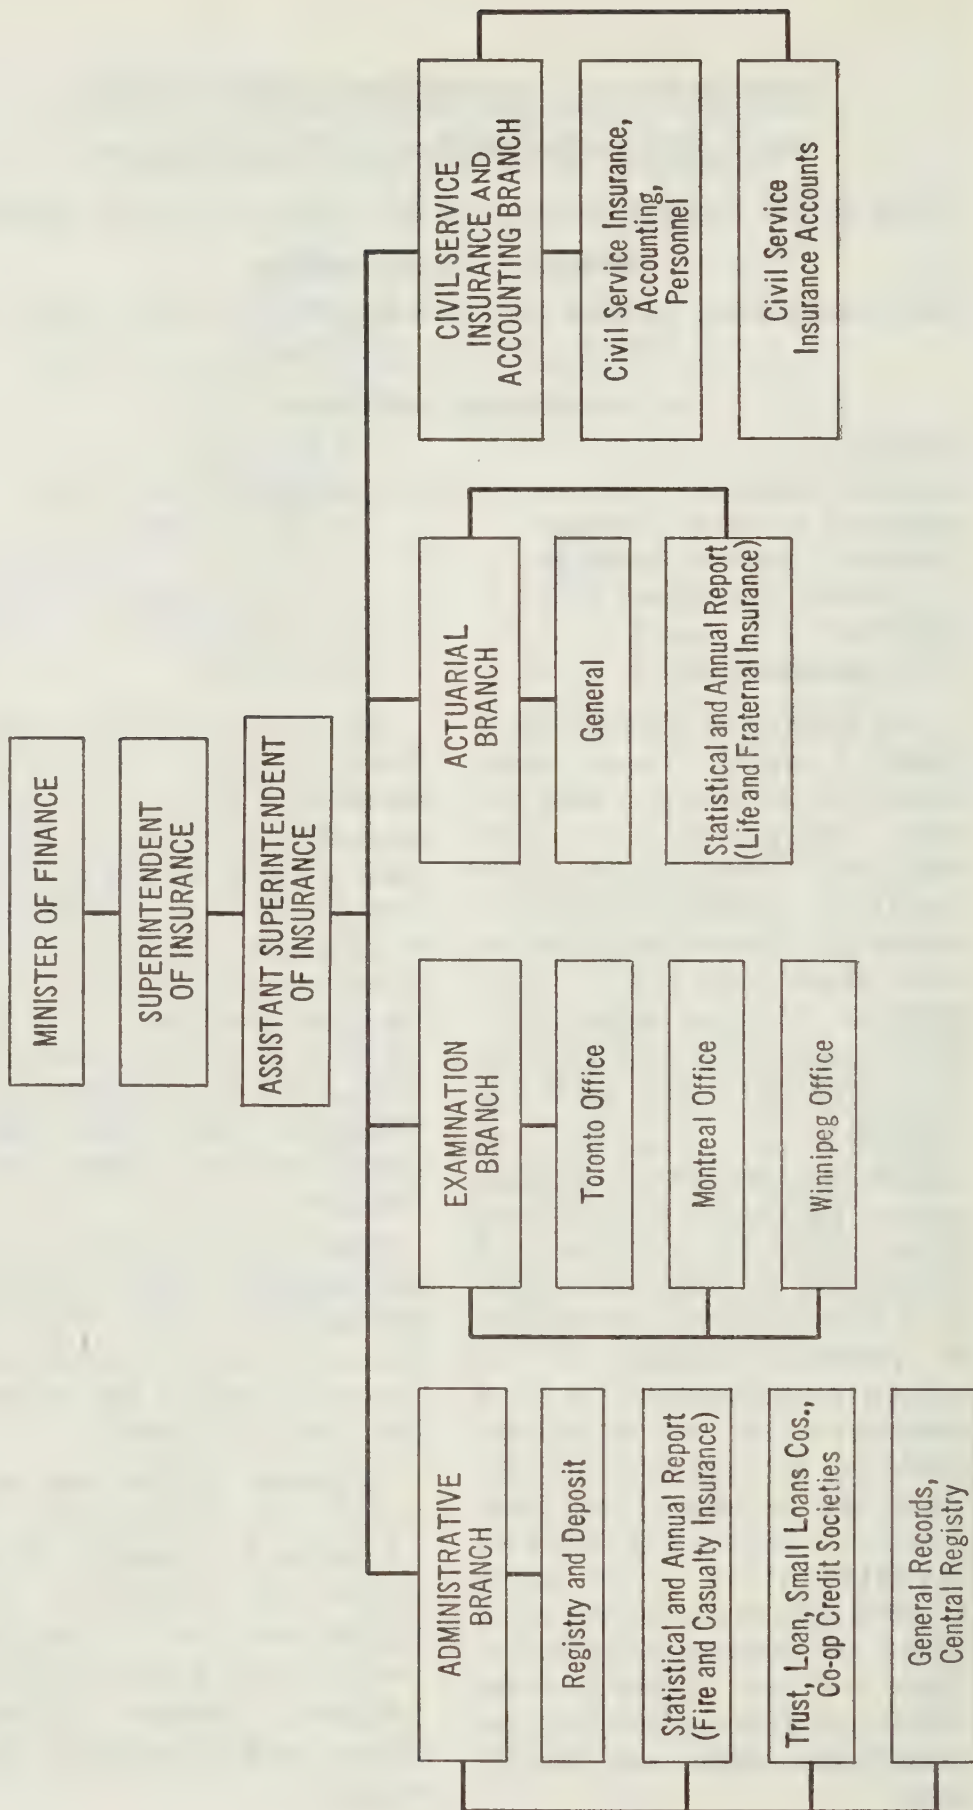 MINISTER OF FINANCE
SUPERINTENDENT
OF INSURANCE
ASSISTANT SUPERINTENDENT
OF INSURANCE
ADMINISTRATIVE
BRANCH
Registry and Deposit
Statistical and Annual Report
(Fire and Casualty Insurance)
Trust, Loan, Small Loans Cos.,
Co-op Credit Societies
General Records,
Central Registry
EXAMINATION
BRANCH
Toronto Office
Montreal Office
Winnipeg Office
ACTUARIAL
BRANCH
General
Statistical and Annual Report
(Life and Fraternal Insurance)
CIVIL SERVICE
INSURANCE AND
ACCOUNTING BRANCH
Civil Service Insurance,
Accounting,
Personnel
Civil Service
Insurance Accounts